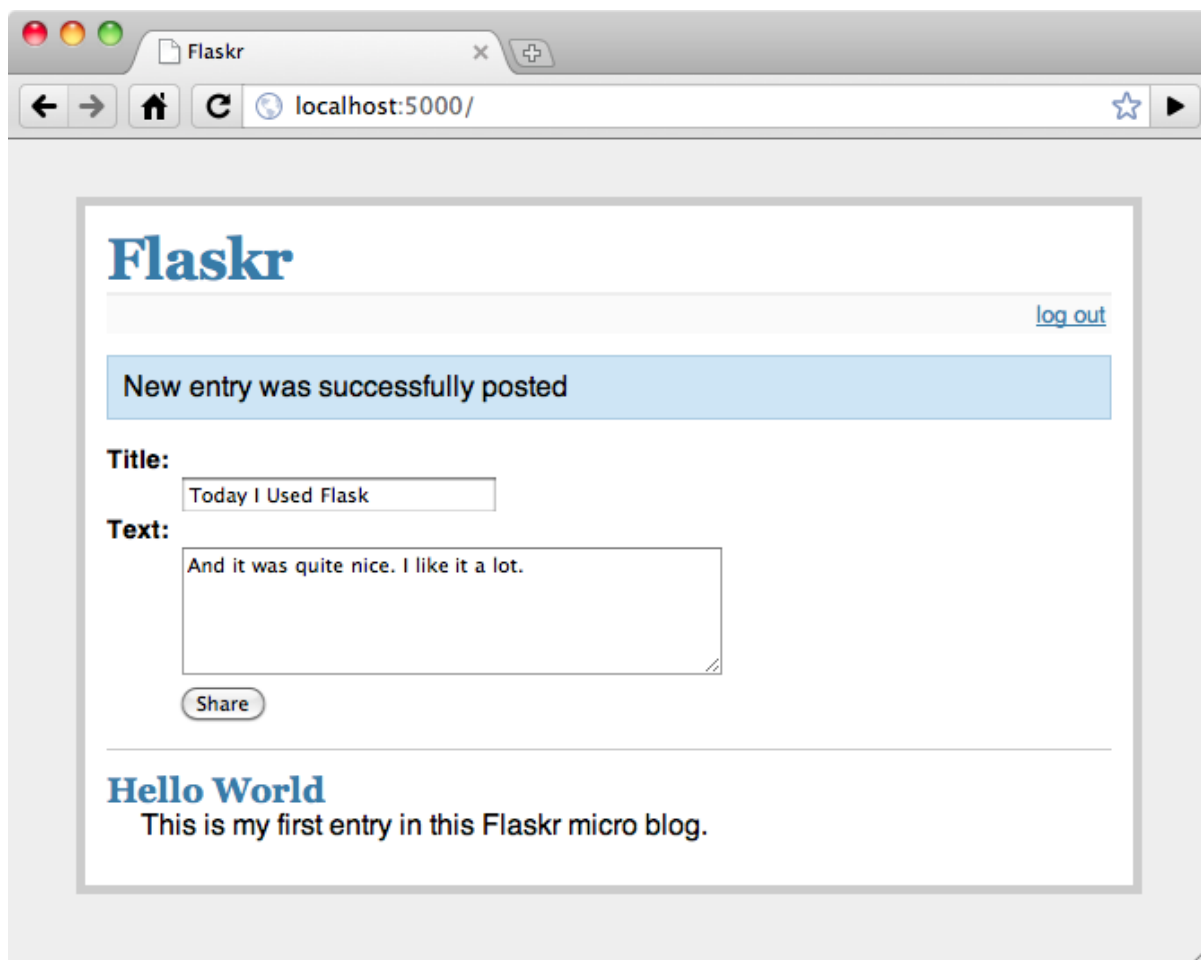 Flaskr
localhost:5000/
Flaskr
log out
New entry was successfully posted
Title:
Today I Used Flask
Text:
And it was quite nice. I like it a lot.
Share
Hello World
This is my first entry in this Flaskr micro blog.